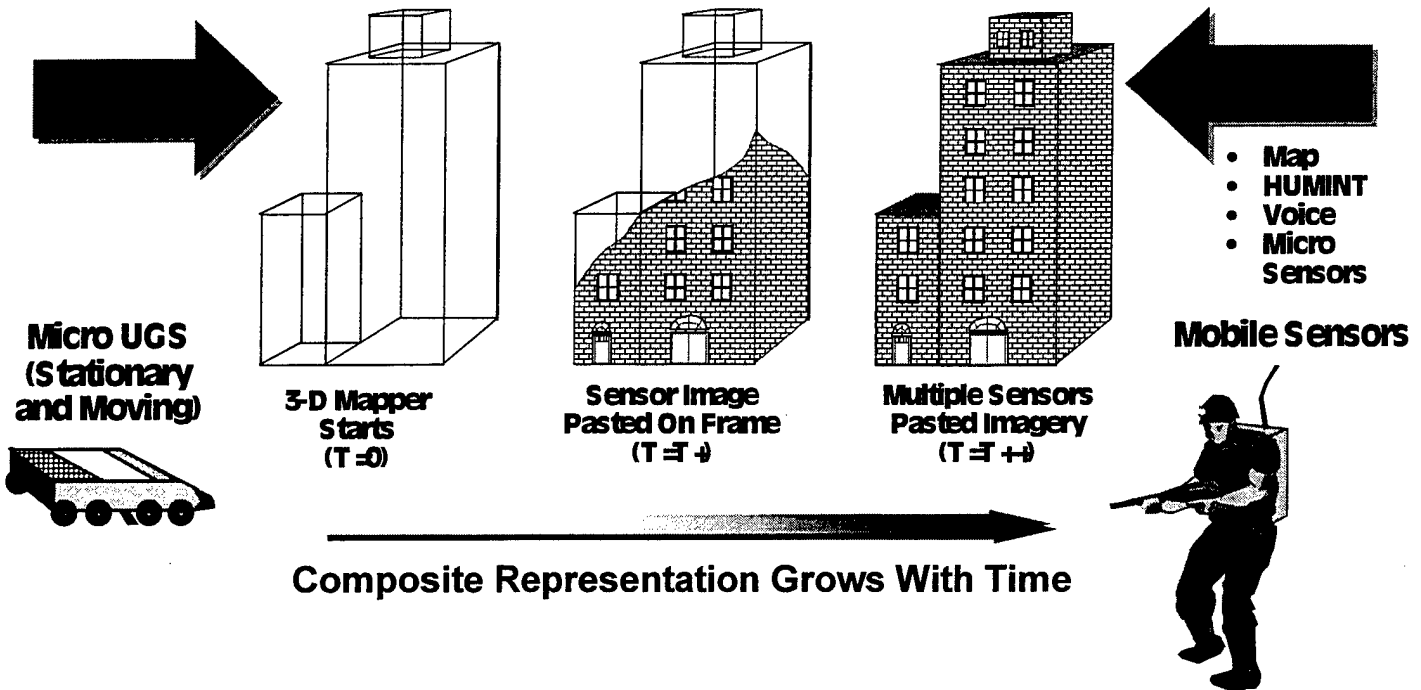 • Map
• HUMINT
• Voice
• Micro
Sensors
Micro UGS
(Stationary
and Moving)
3-D Mapper
Starts
(T=0)
Sensor Image
Pasted On Frame
(T=T+)
Multiple Sensors
Pasted Imagery
(T=T++)
Mobile Sensors
Composite Representation Grows With Time